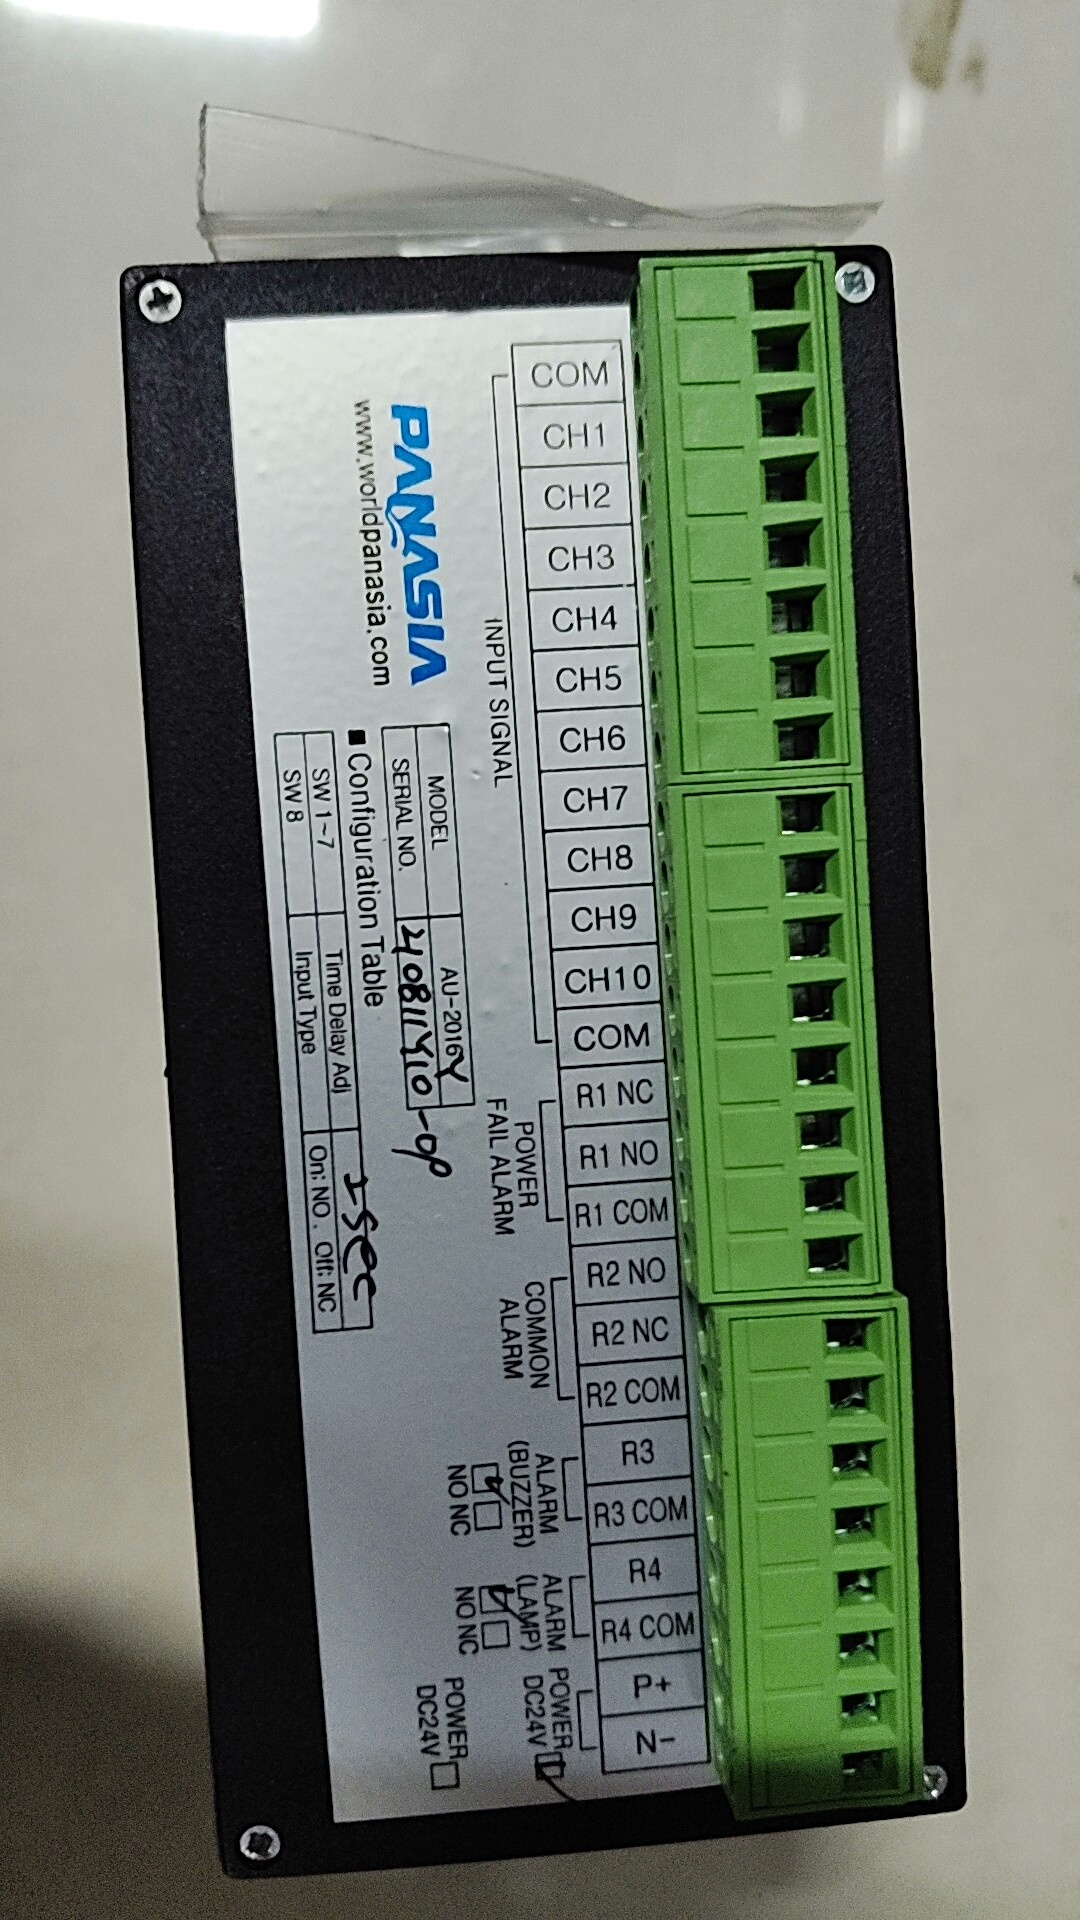 COM
CH1
CH2
CH3
CH4
CH5
CH6
CH7
CH8
CH9
CH10
COM
R1 NC
R1 NO
R1 COM
R2 NO
R2 NC
R2 COM
R3
R3 COM
R4
R4 COM
P+
N-
INPUT SIGNAL
POWER
FAIL ALARM
COMMON
ALARM
ALARM
(BUZZER)
NO NC
ALARM
(LAMP)
NO NC
POWER
DC24V
POWER
DC24V
PANASIA
www.worldpanasia.com
MODEL AU-2016Y
SERIAL NO.
■ Configuration Table
SW 1~7 Time Delay Adj
SW 8 Input Type On: NO. Off: NC